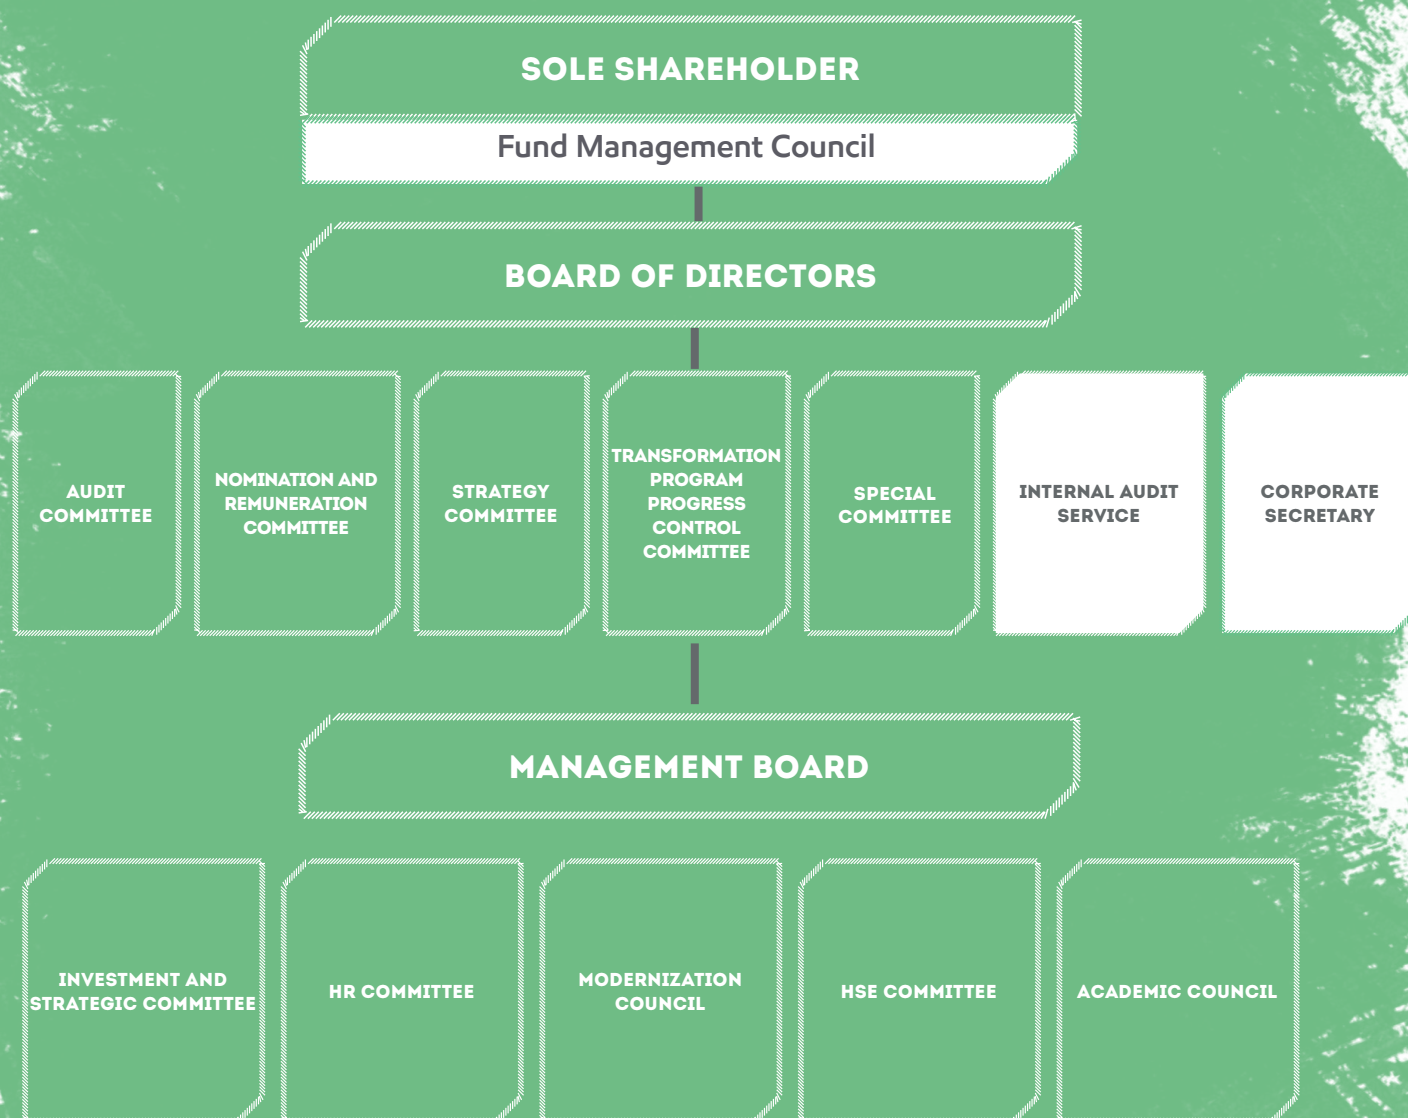 SOLE SHAREHOLDER
Fund Management Council
BOARD OF DIRECTORS
AUDIT
COMMITTEE
NOMINATION AND
REMUNERATION
COMMITTEE
STRATEGY
COMMITTEE
TRANSFORMATION
PROGRAM
PROGRESS
CONTROL
COMMITTEE
SPECIAL
COMMITTEE
INTERNAL AUDIT
SERVICE
CORPORATE
SECRETARY
MANAGEMENT BOARD
INVESTMENT AND
STRATEGIC COMMITTEE
HR COMMITTEE
MODERNIZATION
COUNCIL
HSE COMMITTEE
ACADEMIC COUNCIL